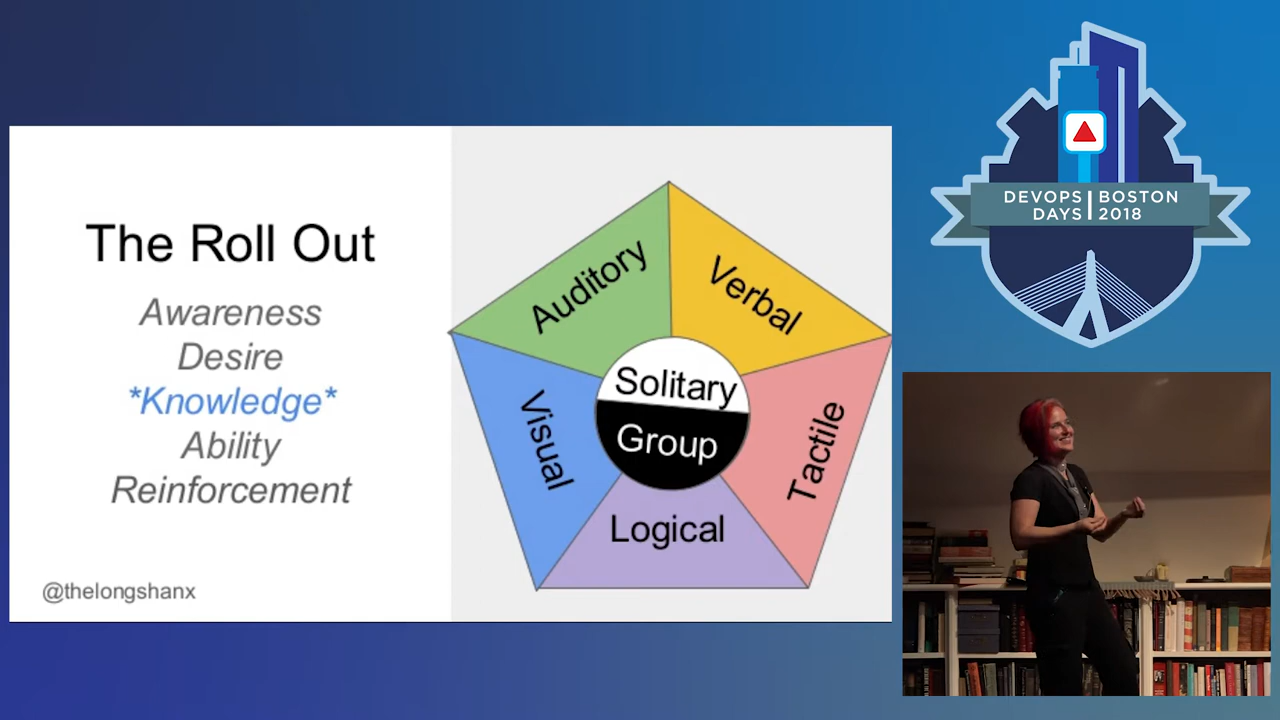 The Roll Out
Awareness
Desire
*Knowledge*
Ability
Reinforcement
@thelongshanx
Auditory
Verbal
Visual
Solitary
Group
Tactile
Logical
DEVOPS
DAYS
BOSTON
2018